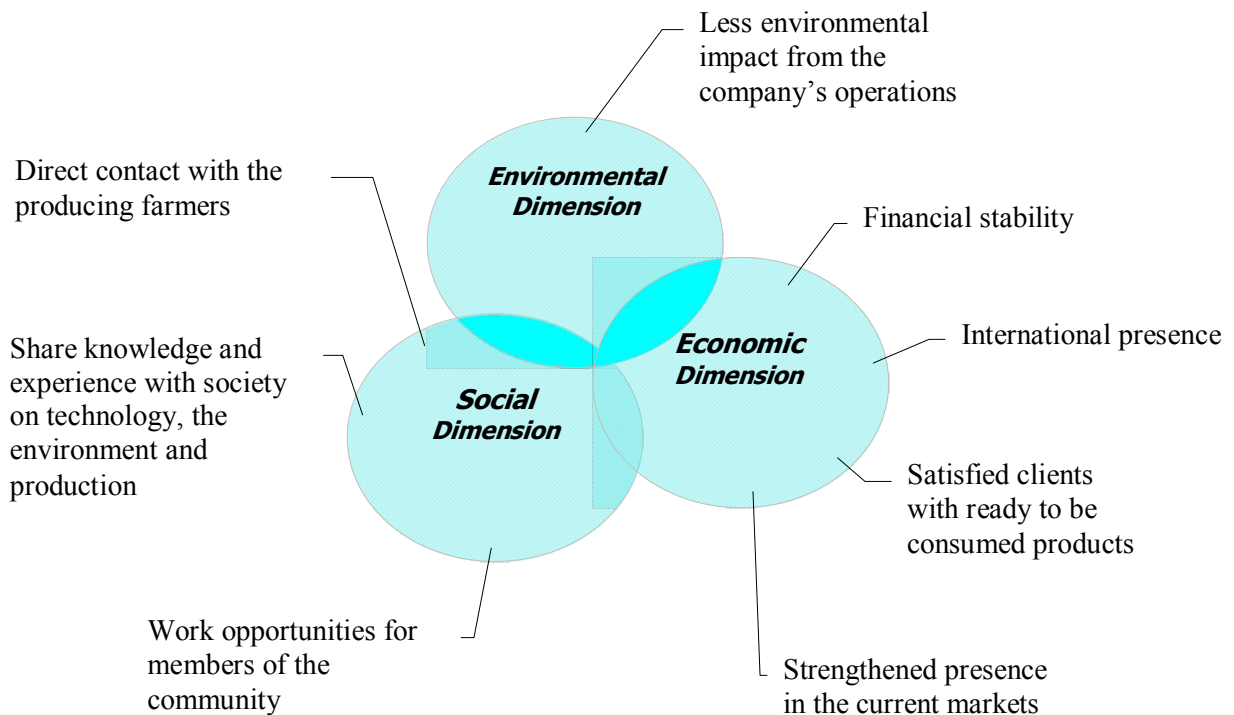 Less environmental
impact from the
company's operations
Direct contact with the
producing farmers
Environmental
Dimension
Financial stability
International presence
Share knowledge and
experience with society
on technology, the
environment and
production
Economic
Dimension
Social
Dimension
Satisfied clients
with ready to be
consumed products
Work opportunities for
members of the
community
Strengthened presence
in the current markets